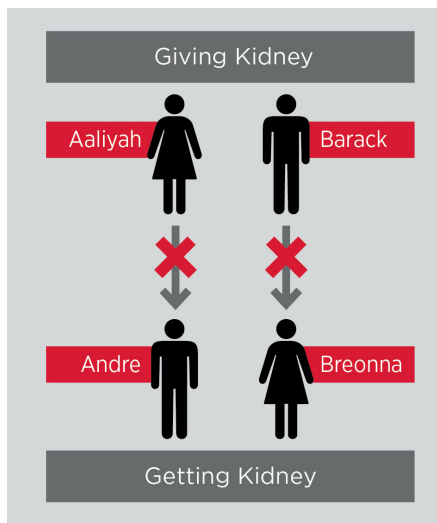 Giving Kidney
Aaliyah
Barack
Andre
Breonna
Getting Kidney